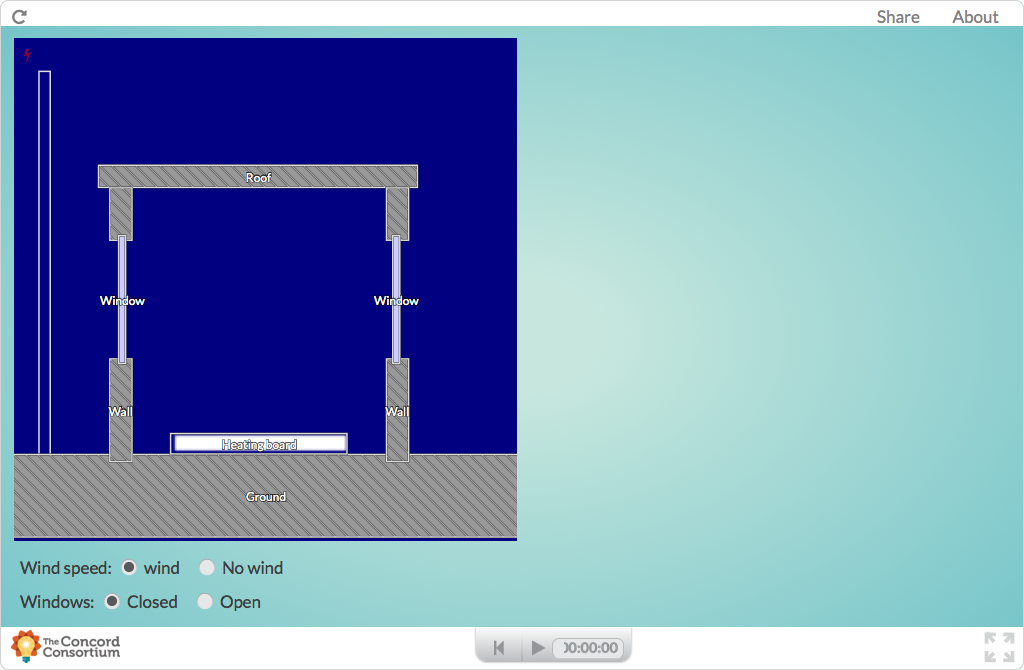 Share About
Roof
Window Window
Wall Wall
Heating board
Ground
Wind speed: wind No wind
Windows: Closed Open
The Concord
Consortium
00:00:00